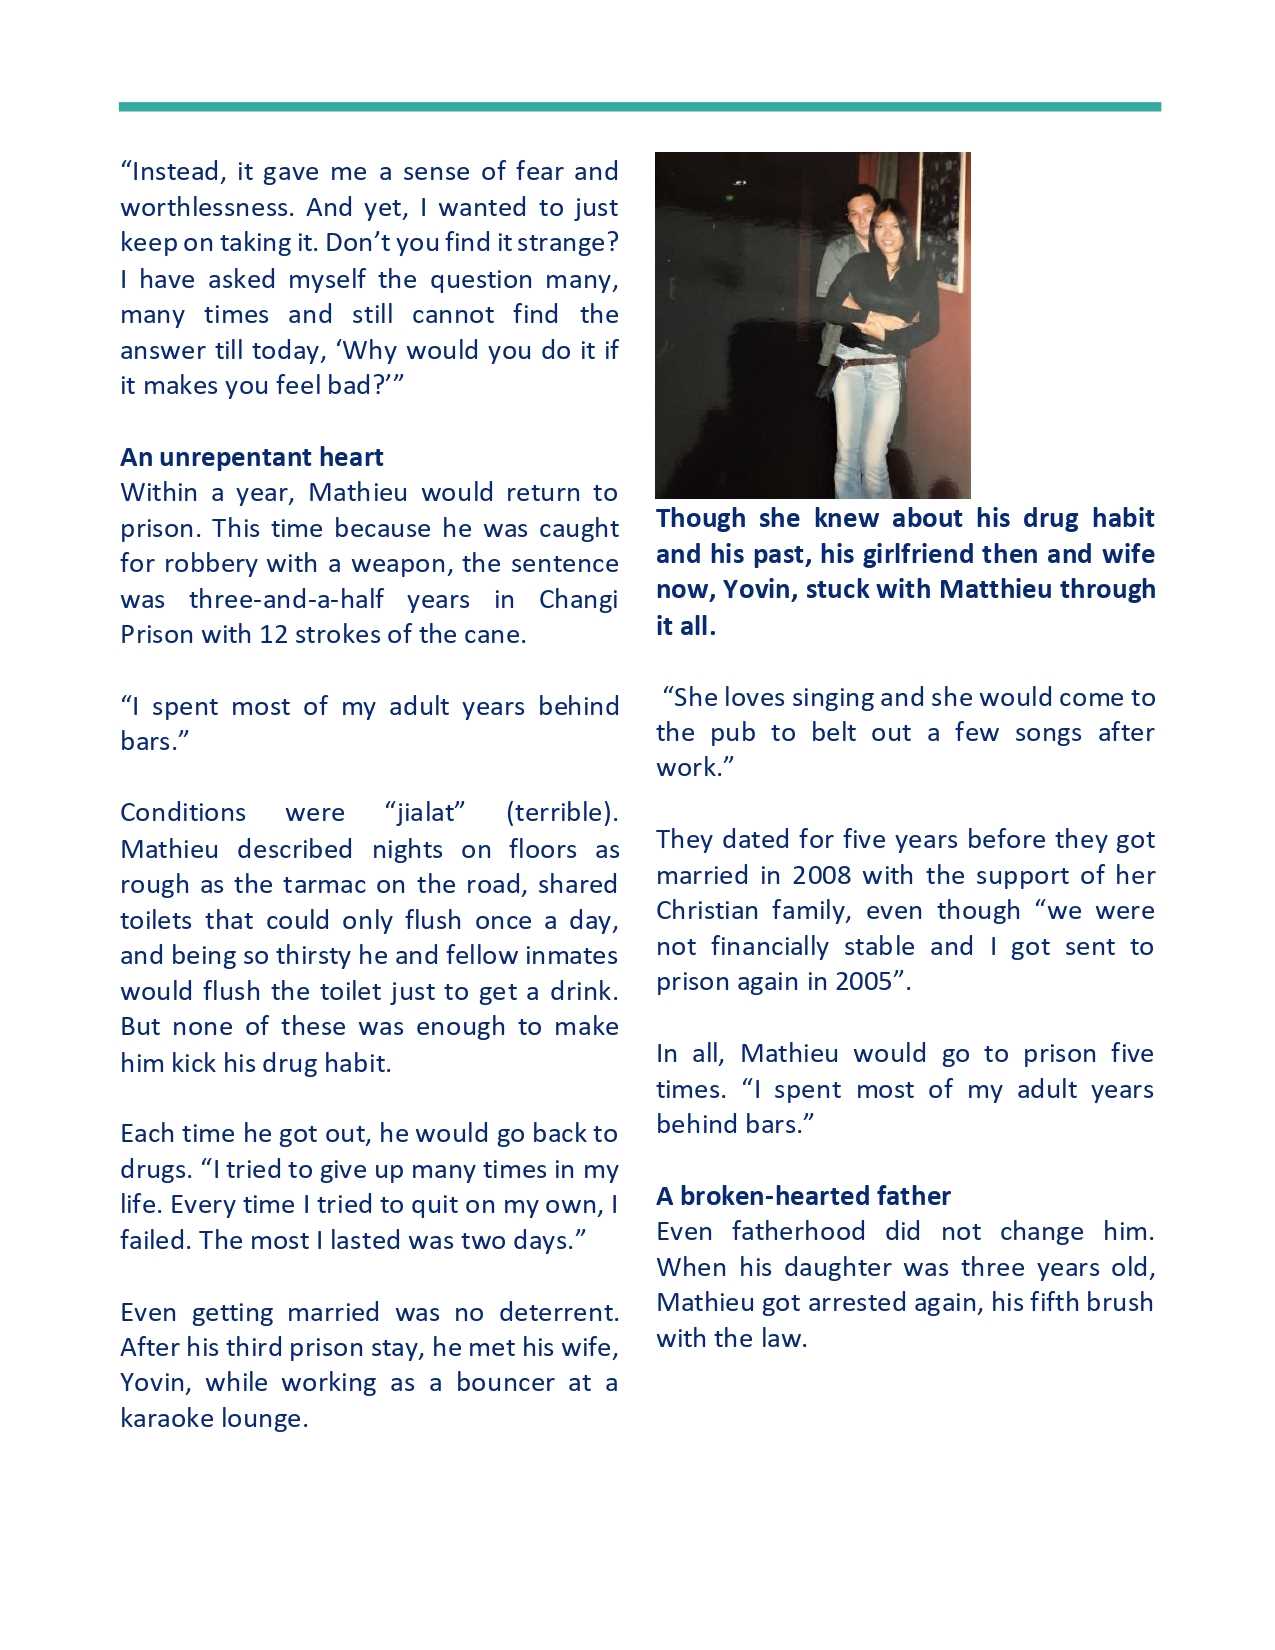 “Instead, it gave me a sense of fear and
worthlessness. And yet, I wanted to just
keep on taking it. Don’t you find it strange?
I have asked myself the question many,
many times and still cannot find the
answer till today, ‘Why would you do it if
it makes you feel bad?’”
An unrepentant heart
Within a year, Mathieu would return to
prison. This time because he was caught
for robbery with a weapon, the sentence
was three-and-a-half years in Changi
Prison with 12 strokes of the cane.
“I spent most of my adult years behind
bars.”
Conditions were “jialat” (terrible).
Mathieu described nights on floors as
rough as the tarmac on the road, shared
toilets that could only flush once a day,
and being so thirsty he and fellow inmates
would flush the toilet just to get a drink.
But none of these was enough to make
him kick his drug habit.
Each time he got out, he would go back to
drugs. “I tried to give up many times in my
life. Every time I tried to quit on my own, I
failed. The most I lasted was two days.”
Even getting married was no deterrent.
After his third prison stay, he met his wife,
Yovin, while working as a bouncer at a
karaoke lounge.
Though she knew about his drug habit
and his past, his girlfriend then and wife
now, Yovin, stuck with Matthieu through
it all.
“She loves singing and she would come to
the pub to belt out a few songs after
work.”
They dated for five years before they got
married in 2008 with the support of her
Christian family, even though “we were
not financially stable and I got sent to
prison again in 2005”.
In all, Mathieu would go to prison five
times. “I spent most of my adult years
behind bars.”
A broken-hearted father
Even fatherhood did not change him.
When his daughter was three years old,
Mathieu got arrested again, his fifth brush
with the law.